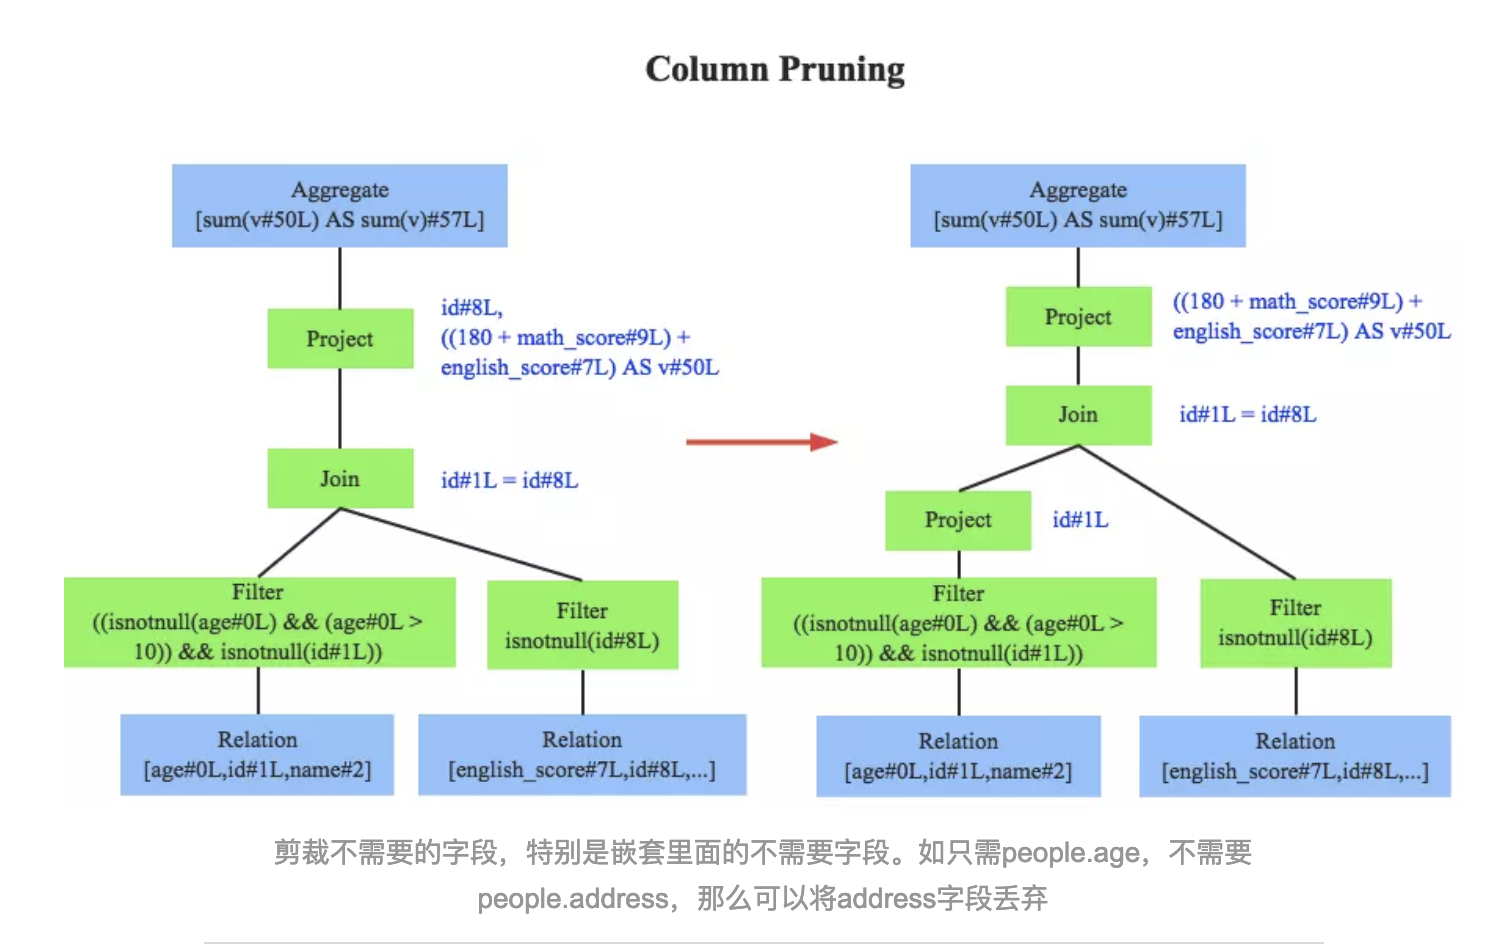 Column Pruning
Aggregate
[sum(v#50L) AS sum(v)#57L]
Project
id#8L,
((180 + math_score#9L) +
english_score#7L) AS v#50L
Join
id#1L = id#8L
Filter
((isnotnull(age#0L) && (age#0L >
10)) && isnotnull(id#1L))
Filter
isnotnull(id#8L)
Relation
[age#0L,id#1L,name#2]
Relation
[english_score#7L,id#8L,...]
Aggregate
[sum(v#50L) AS sum(v)#57L]
Project
((180 + math_score#9L) +
english_score#7L) AS v#50L
Join
id#1L = id#8L
Project
id#1L
Filter
((isnotnull(age#0L) && (age#0L >
10)) && isnotnull(id#1L))
Filter
isnotnull(id#8L)
Relation
[age#0L,id#1L,name#2]
Relation
[english_score#7L,id#8L,...]
剪裁不需要的字段，特别是嵌套里面的不需要字段。如只需people.age，不需要
people.address，那么可以将address字段丢弃